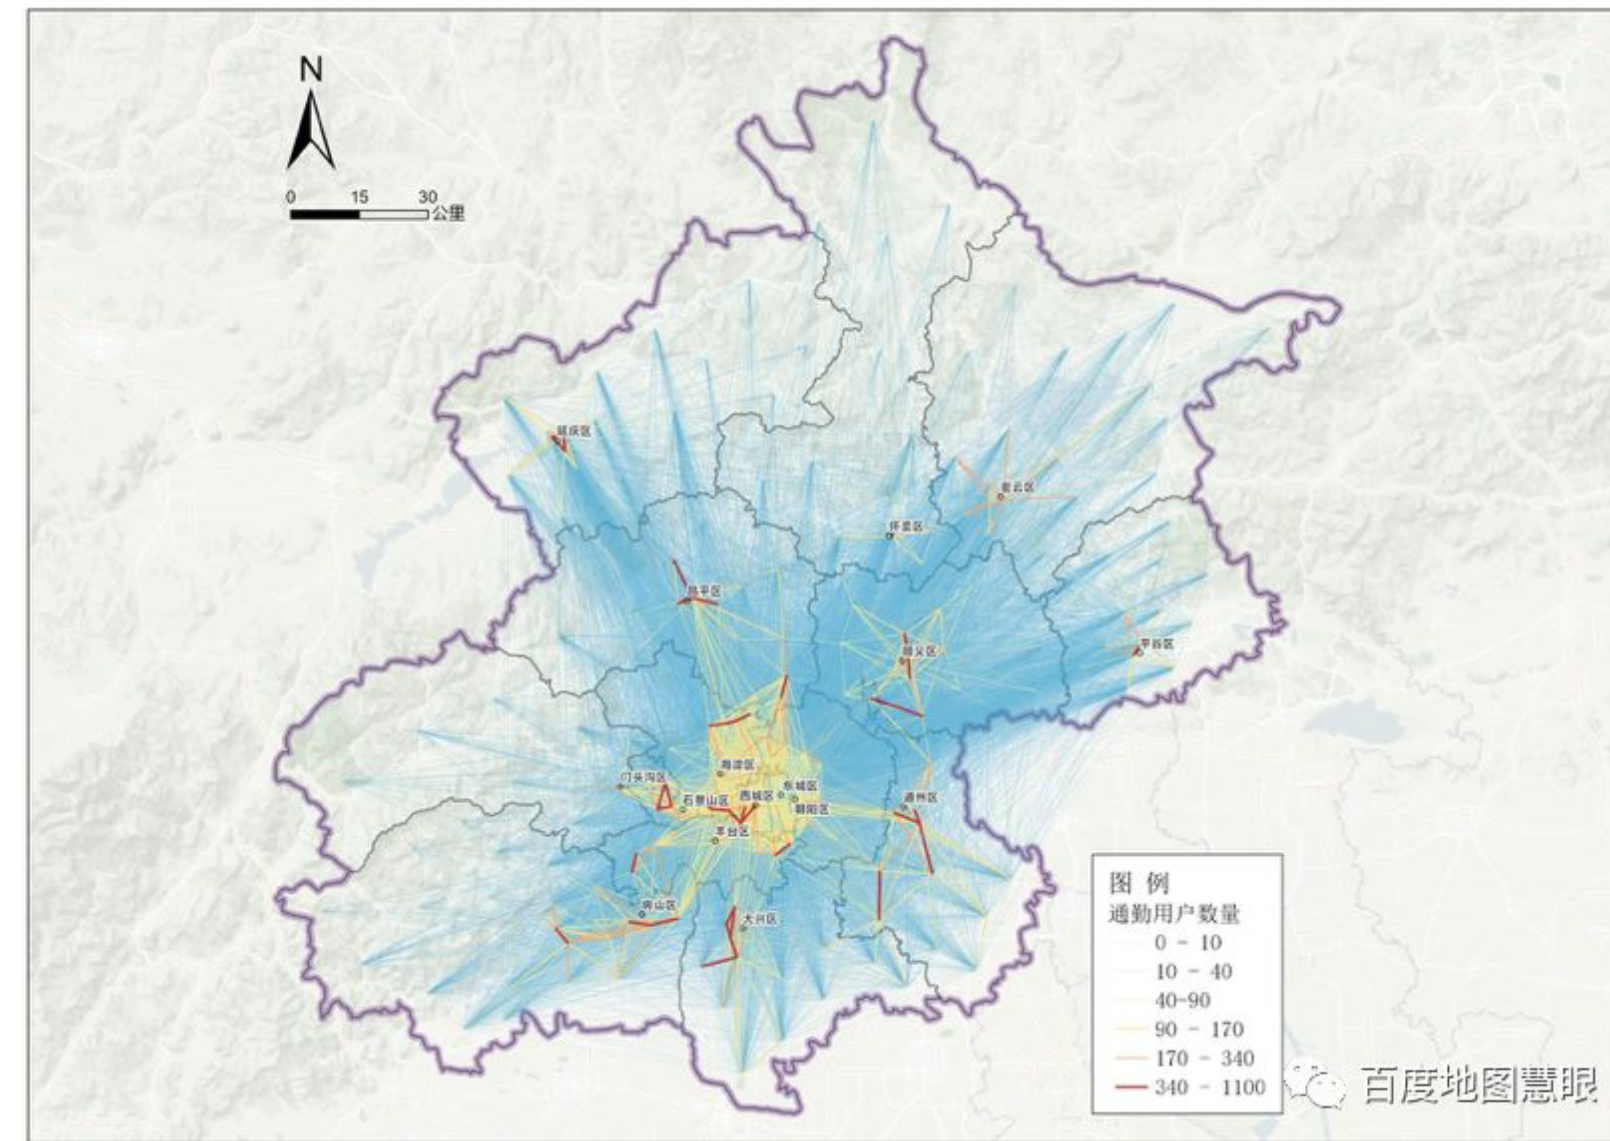 N
0 15 30
公里
延庆区
密云区
怀柔区
昌平区
顺义区
平谷区
海淀区
门头沟区
石景山区
西城区
东城区
朝阳区
通州区
丰台区
房山区
大兴区
图 例
通勤用户数量
0 - 10
10 - 40
40-90
90 - 170
170 - 340
340 - 1100
百度地图慧眼